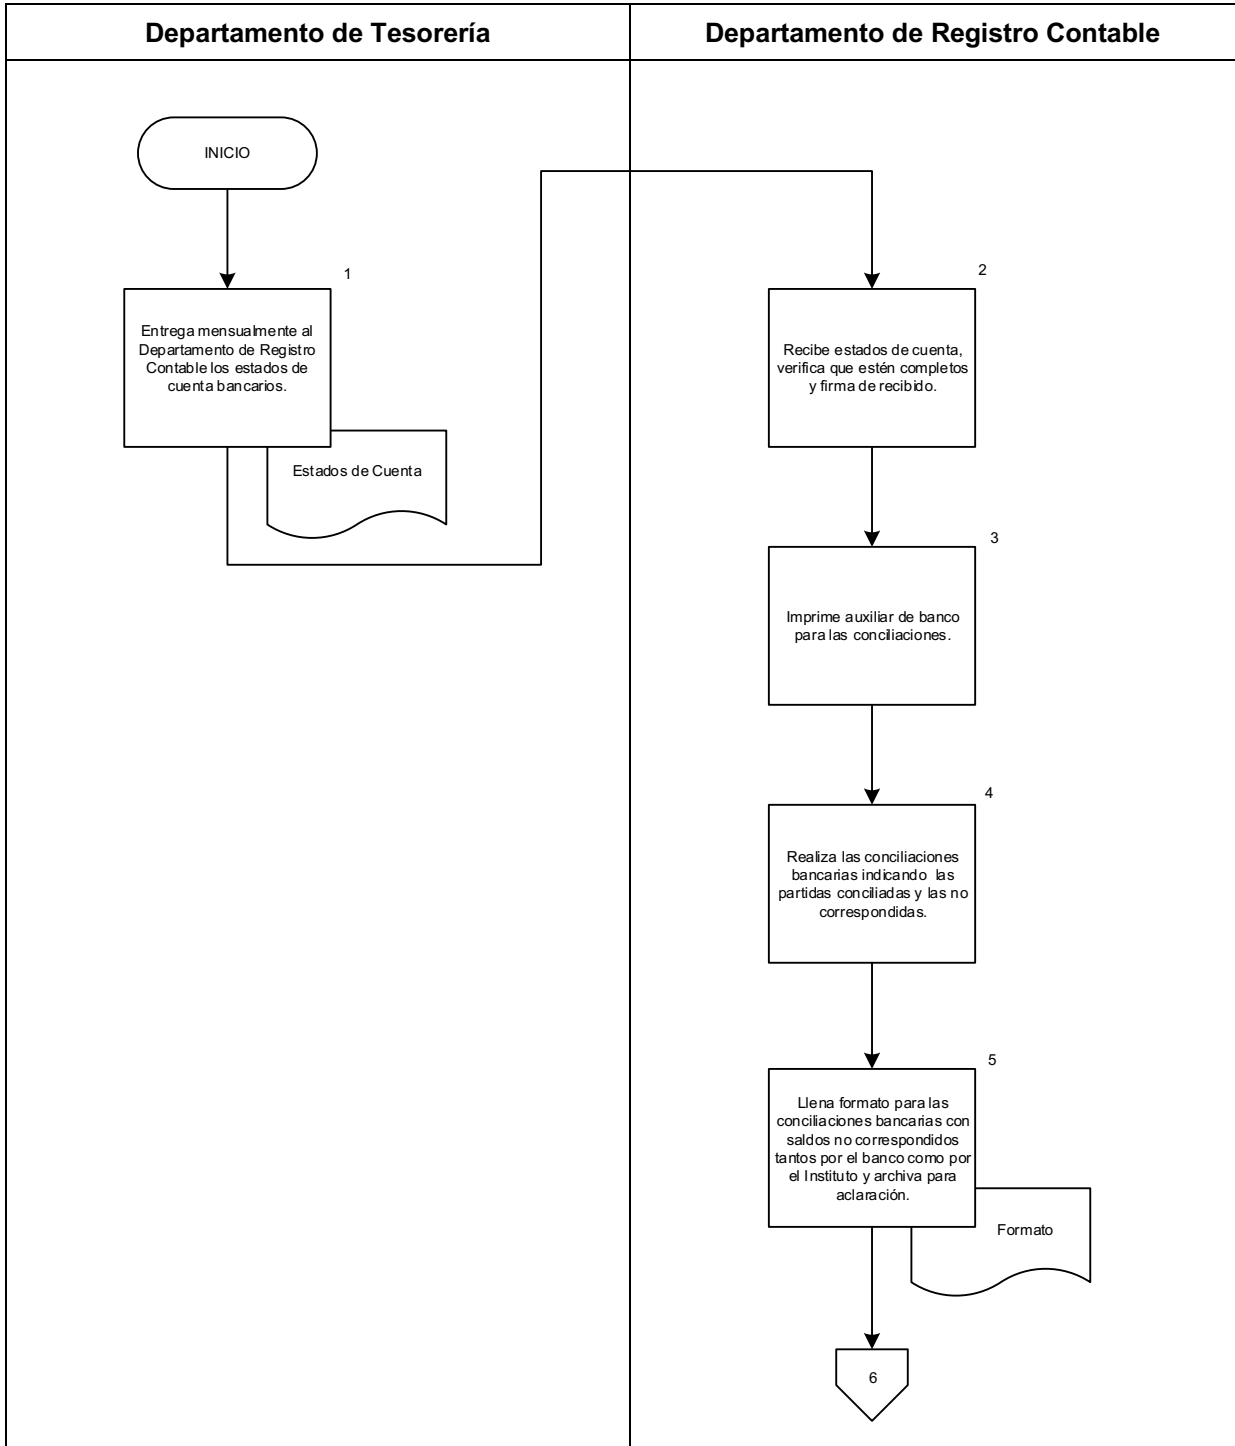 Departamento de Tesorería
Departamento de Registro Contable
INICIO
1
Entrega mensualmente al
Departamento de Registro
Contable los estados de
cuenta bancarios.
Estados de Cuenta
2
Recibe estados de cuenta,
verifica que estén completos
y firma de recibido.
3
Imprime auxiliar de banco
para las conciliaciones.
4
Realiza las conciliaciones
bancarias indicando las
partidas conciliadas y las no
correspondidas.
5
Llena formato para las
conciliaciones bancarias con
saldos no correspondidos
tantos por el banco como por
el Instituto y archiva para
aclaración.
Formato
6